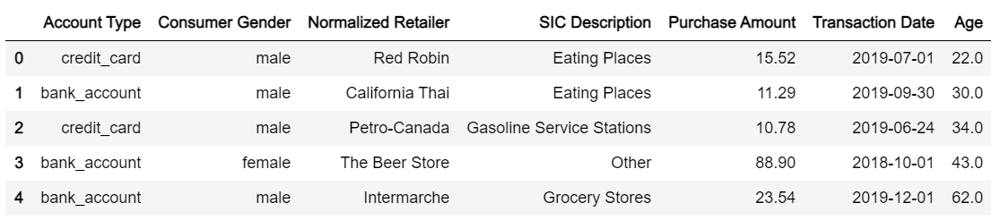 Account Type Consumer Gender Normalized Retailer SIC Description Purchase Amount Transaction Date Age
0 credit_card male Red Robin Eating Places 15.52 2019-07-01 22.0
1 bank_account male California Thai Eating Places 11.29 2019-09-30 30.0
2 credit_card male Petro-Canada Gasoline Service Stations 10.78 2019-06-24 34.0
3 bank_account female The Beer Store Other 88.90 2018-10-01 43.0
4 bank_account male Intermarche Grocery Stores 23.54 2019-12-01 62.0